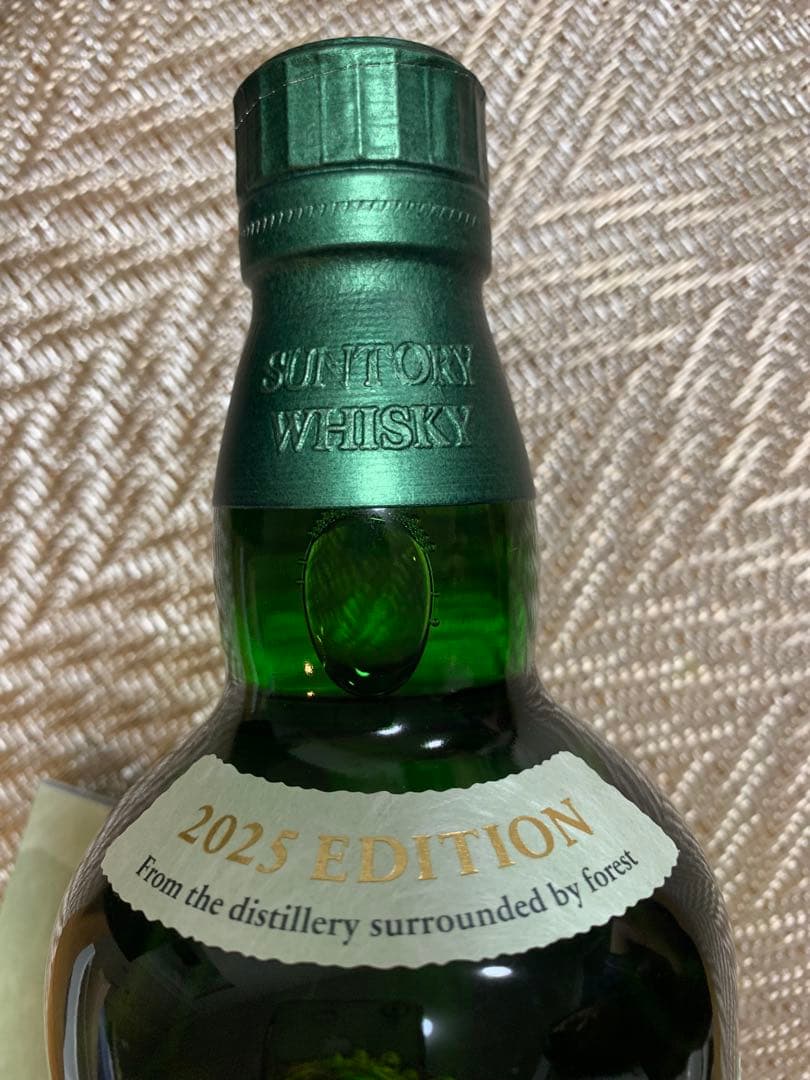 SUNTORY
WHISKY
2025 EDITION
From the distillery surrounded by forest